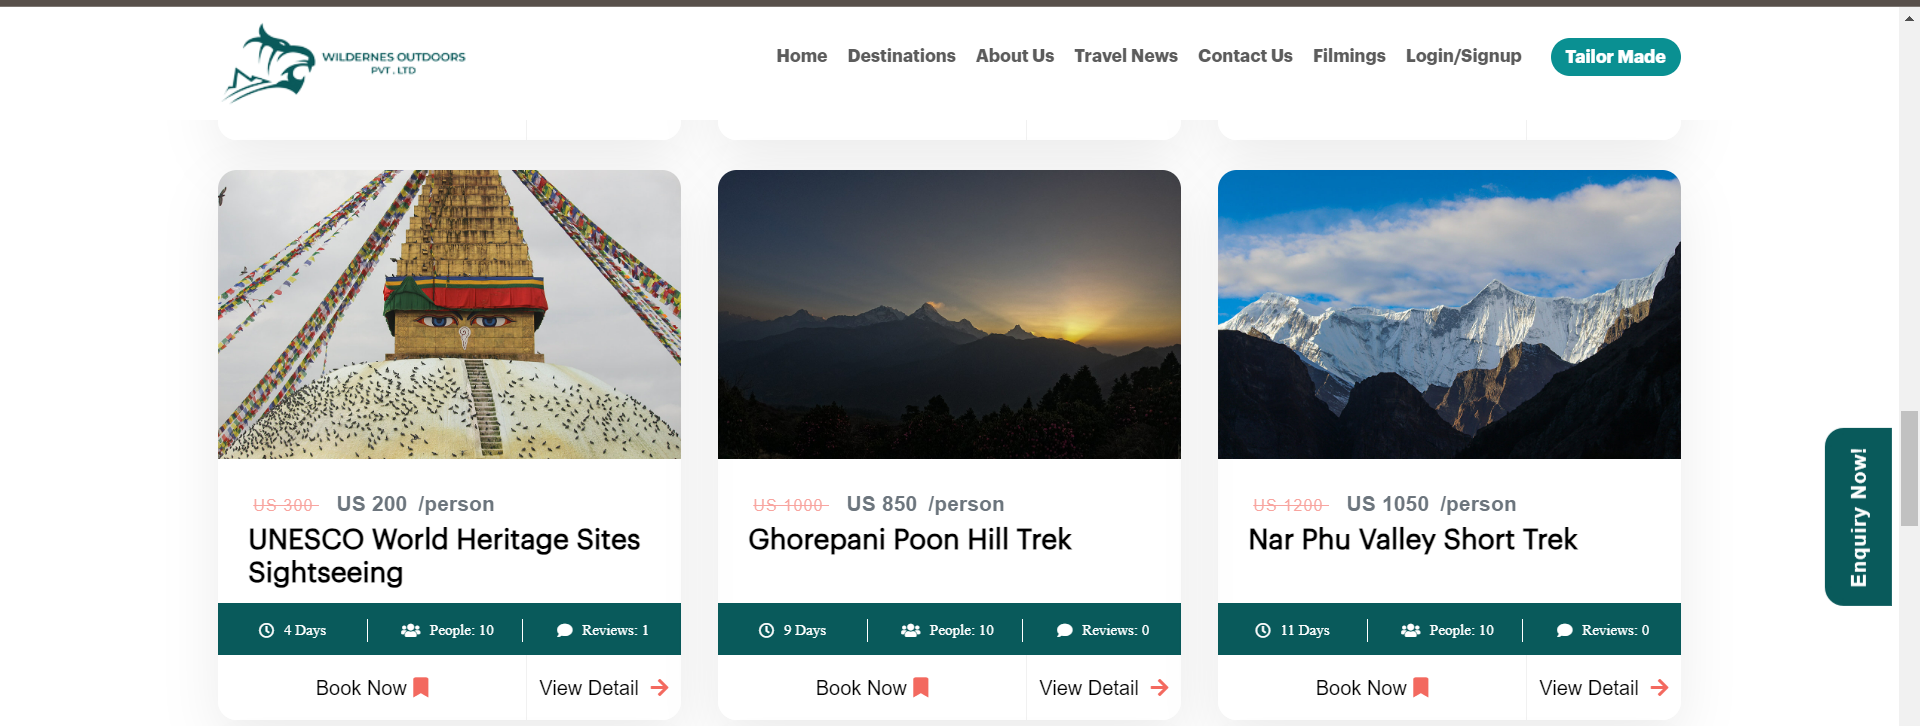 WILDERNES OUTDOORS
PVT . LTD
Home Destinations About Us Travel News Contact Us Filmings Login/Signup Tailor Made
US 300 US 200 /person
UNESCO World Heritage Sites
Sightseeing
4 Days People: 10 Reviews: 1
Book Now View Detail
US 1000 US 850 /person
Ghorepani Poon Hill Trek
9 Days People: 10 Reviews: 0
Book Now View Detail
US 1200 US 1050 /person
Nar Phu Valley Short Trek
11 Days People: 10 Reviews: 0
Book Now View Detail
Enquiry Now!